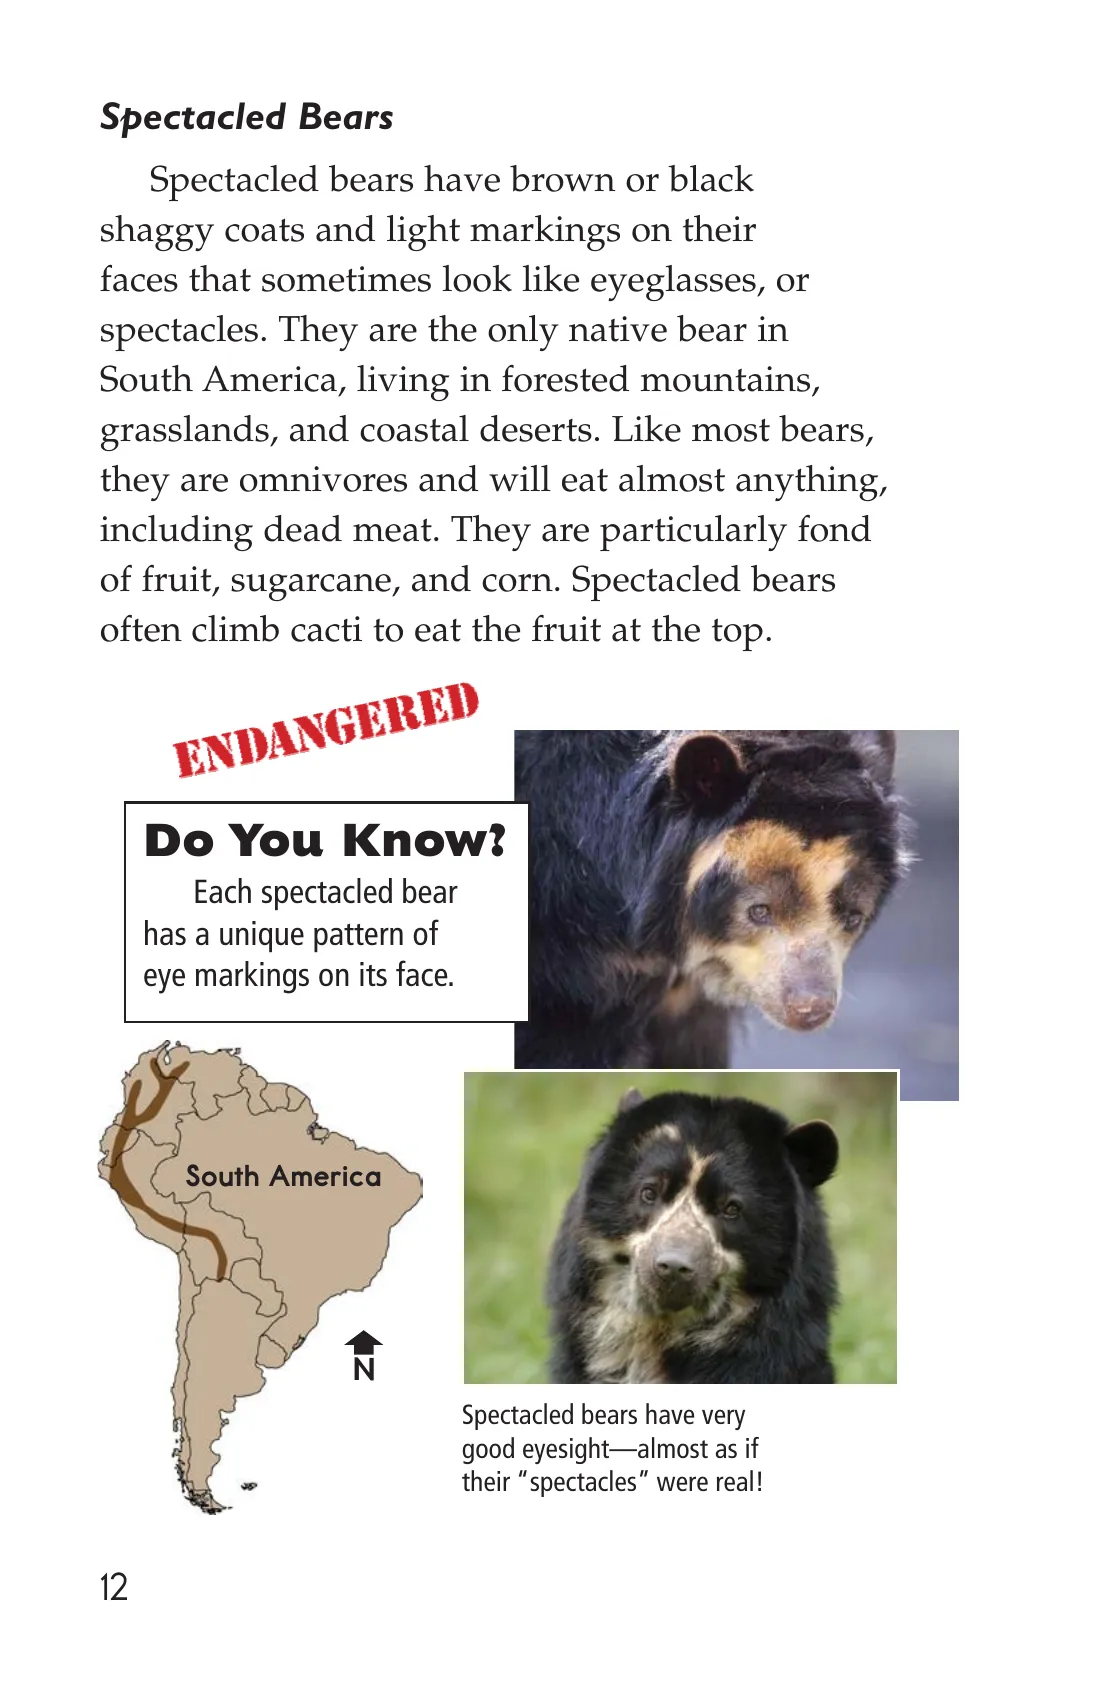 Spectacled Bears
Spectacled bears have brown or black
shaggy coats and light markings on their
faces that sometimes look like eyeglasses, or
spectacles. They are the only native bear in
South America, living in forested mountains,
grasslands, and coastal deserts. Like most bears,
they are omnivores and will eat almost anything,
including dead meat. They are particularly fond
of fruit, sugarcane, and corn. Spectacled bears
often climb cacti to eat the fruit at the top.
ENDANGERED
Do You Know?
Each spectacled bear
has a unique pattern of
eye markings on its face.
South America
N
Spectacled bears have very
good eyesight—almost as if
their “spectacles” were real!
12